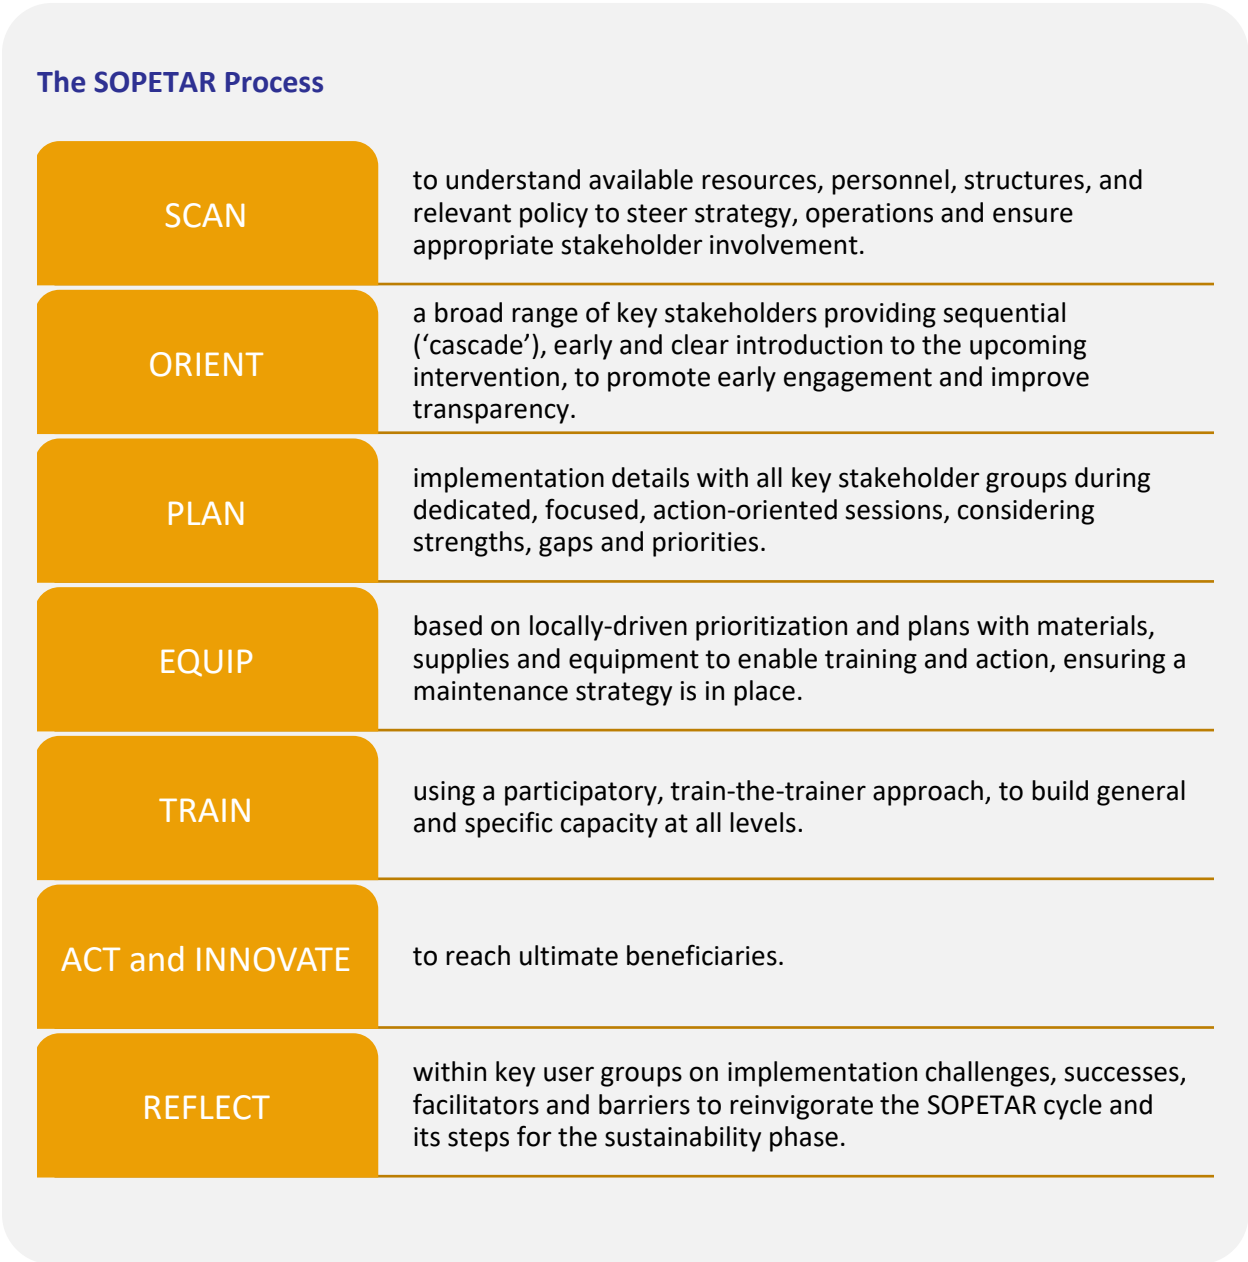 The SOPETAR Process
SCAN
to understand available resources, personnel, structures, and
relevant policy to steer strategy, operations and ensure
appropriate stakeholder involvement.
ORIENT
a broad range of key stakeholders providing sequential
(‘cascade’), early and clear introduction to the upcoming
intervention, to promote early engagement and improve
transparency.
PLAN
implementation details with all key stakeholder groups during
dedicated, focused, action-oriented sessions, considering
strengths, gaps and priorities.
EQUIP
based on locally-driven prioritization and plans with materials,
supplies and equipment to enable training and action, ensuring a
maintenance strategy is in place.
TRAIN
using a participatory, train-the-trainer approach, to build general
and specific capacity at all levels.
ACT and INNOVATE
to reach ultimate beneficiaries.
REFLECT
within key user groups on implementation challenges, successes,
facilitators and barriers to reinvigorate the SOPETAR cycle and
its steps for the sustainability phase.